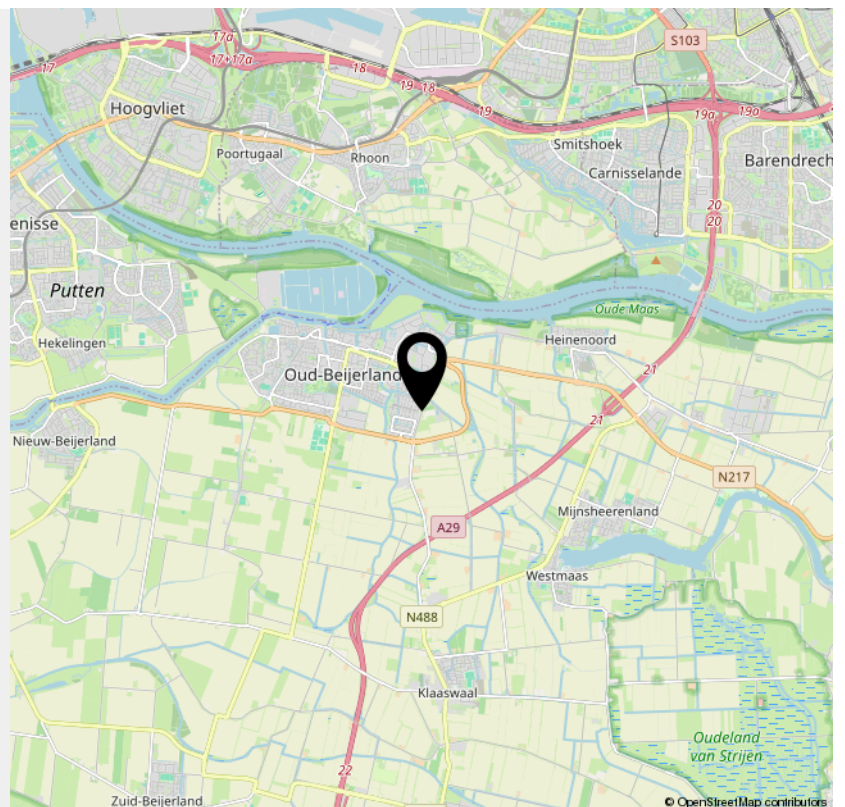 17a
S103
17+17a
17
18
19
18
19
19a
19a
Hoogvliet
Poortugaal
Rhoon
Smitshoek
Carnisselande
Barendrech
enisse
20
20
Putten
Oude Maas
Hekelingen
Heinenoord
Oud-Beijerland
21
21
Nieuw-Beijerland
N217
Mijnsheerenland
A29
Westmaas
N488
Klaaswaal
Oudeland
van Strijen
22
Zuid-Beijerland
© OpenStreetMap contributors